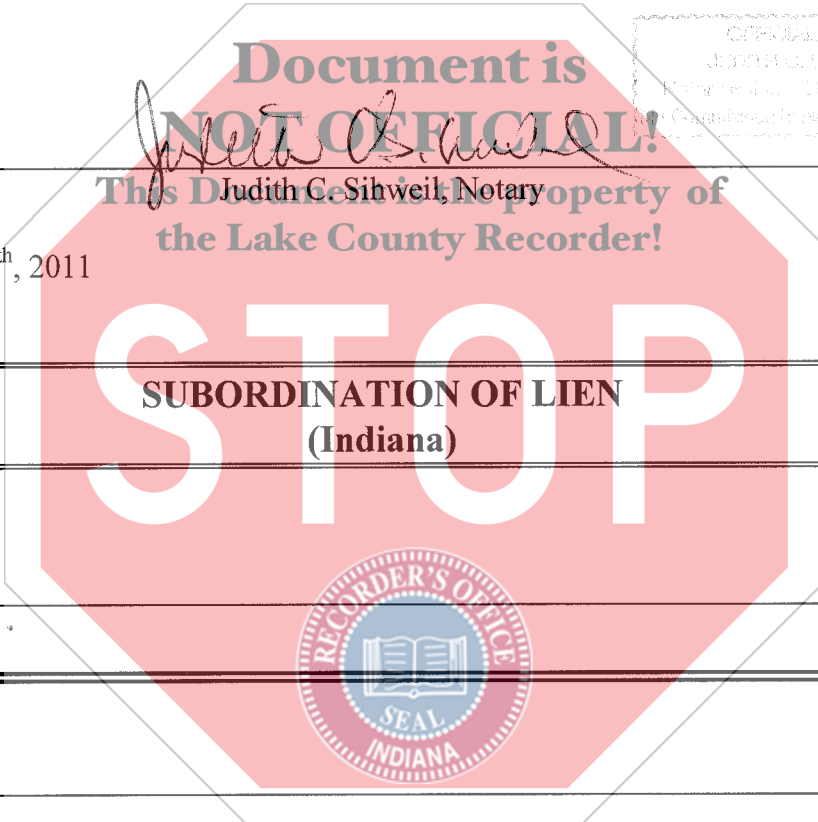 Document is
NOT OFFICIAL!
This Document is the property of
the Lake County Recorder!
Judith C. Sihweil, Notary
th, 2011
STOP
SUBORDINATION OF LIEN
(Indiana)
RECORDER'S OFFICE
SEAL
INDIANA